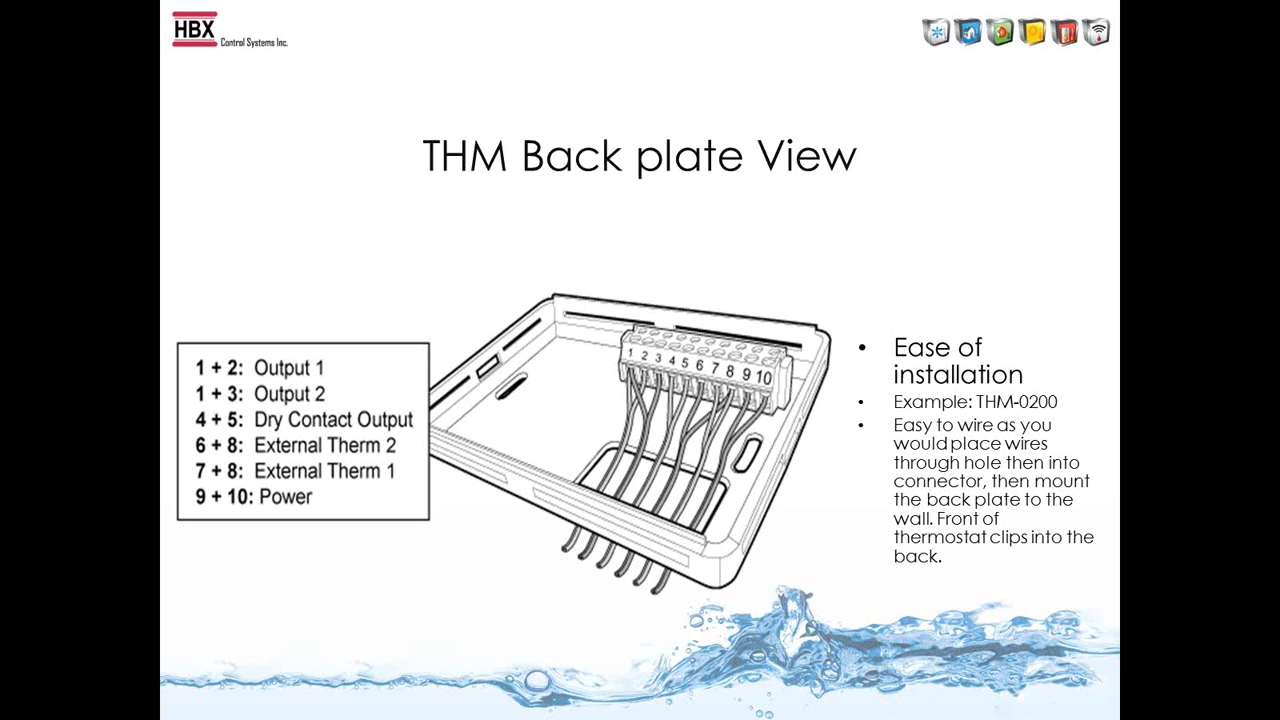 HBX
Control Systems Inc.
THM Back plate View
1 + 2: Output 1
1 + 3: Output 2
4 + 5: Dry Contact Output
6 + 8: External Therm 2
7 + 8: External Therm 1
9 + 10: Power
1 2 3 4 5 6 7 8 9 10
• Ease of
installation
• Example: THM-0200
• Easy to wire as you
would place wires
through hole then into
connector, then mount
the back plate to the
wall. Front of
thermostat clips into the
back.